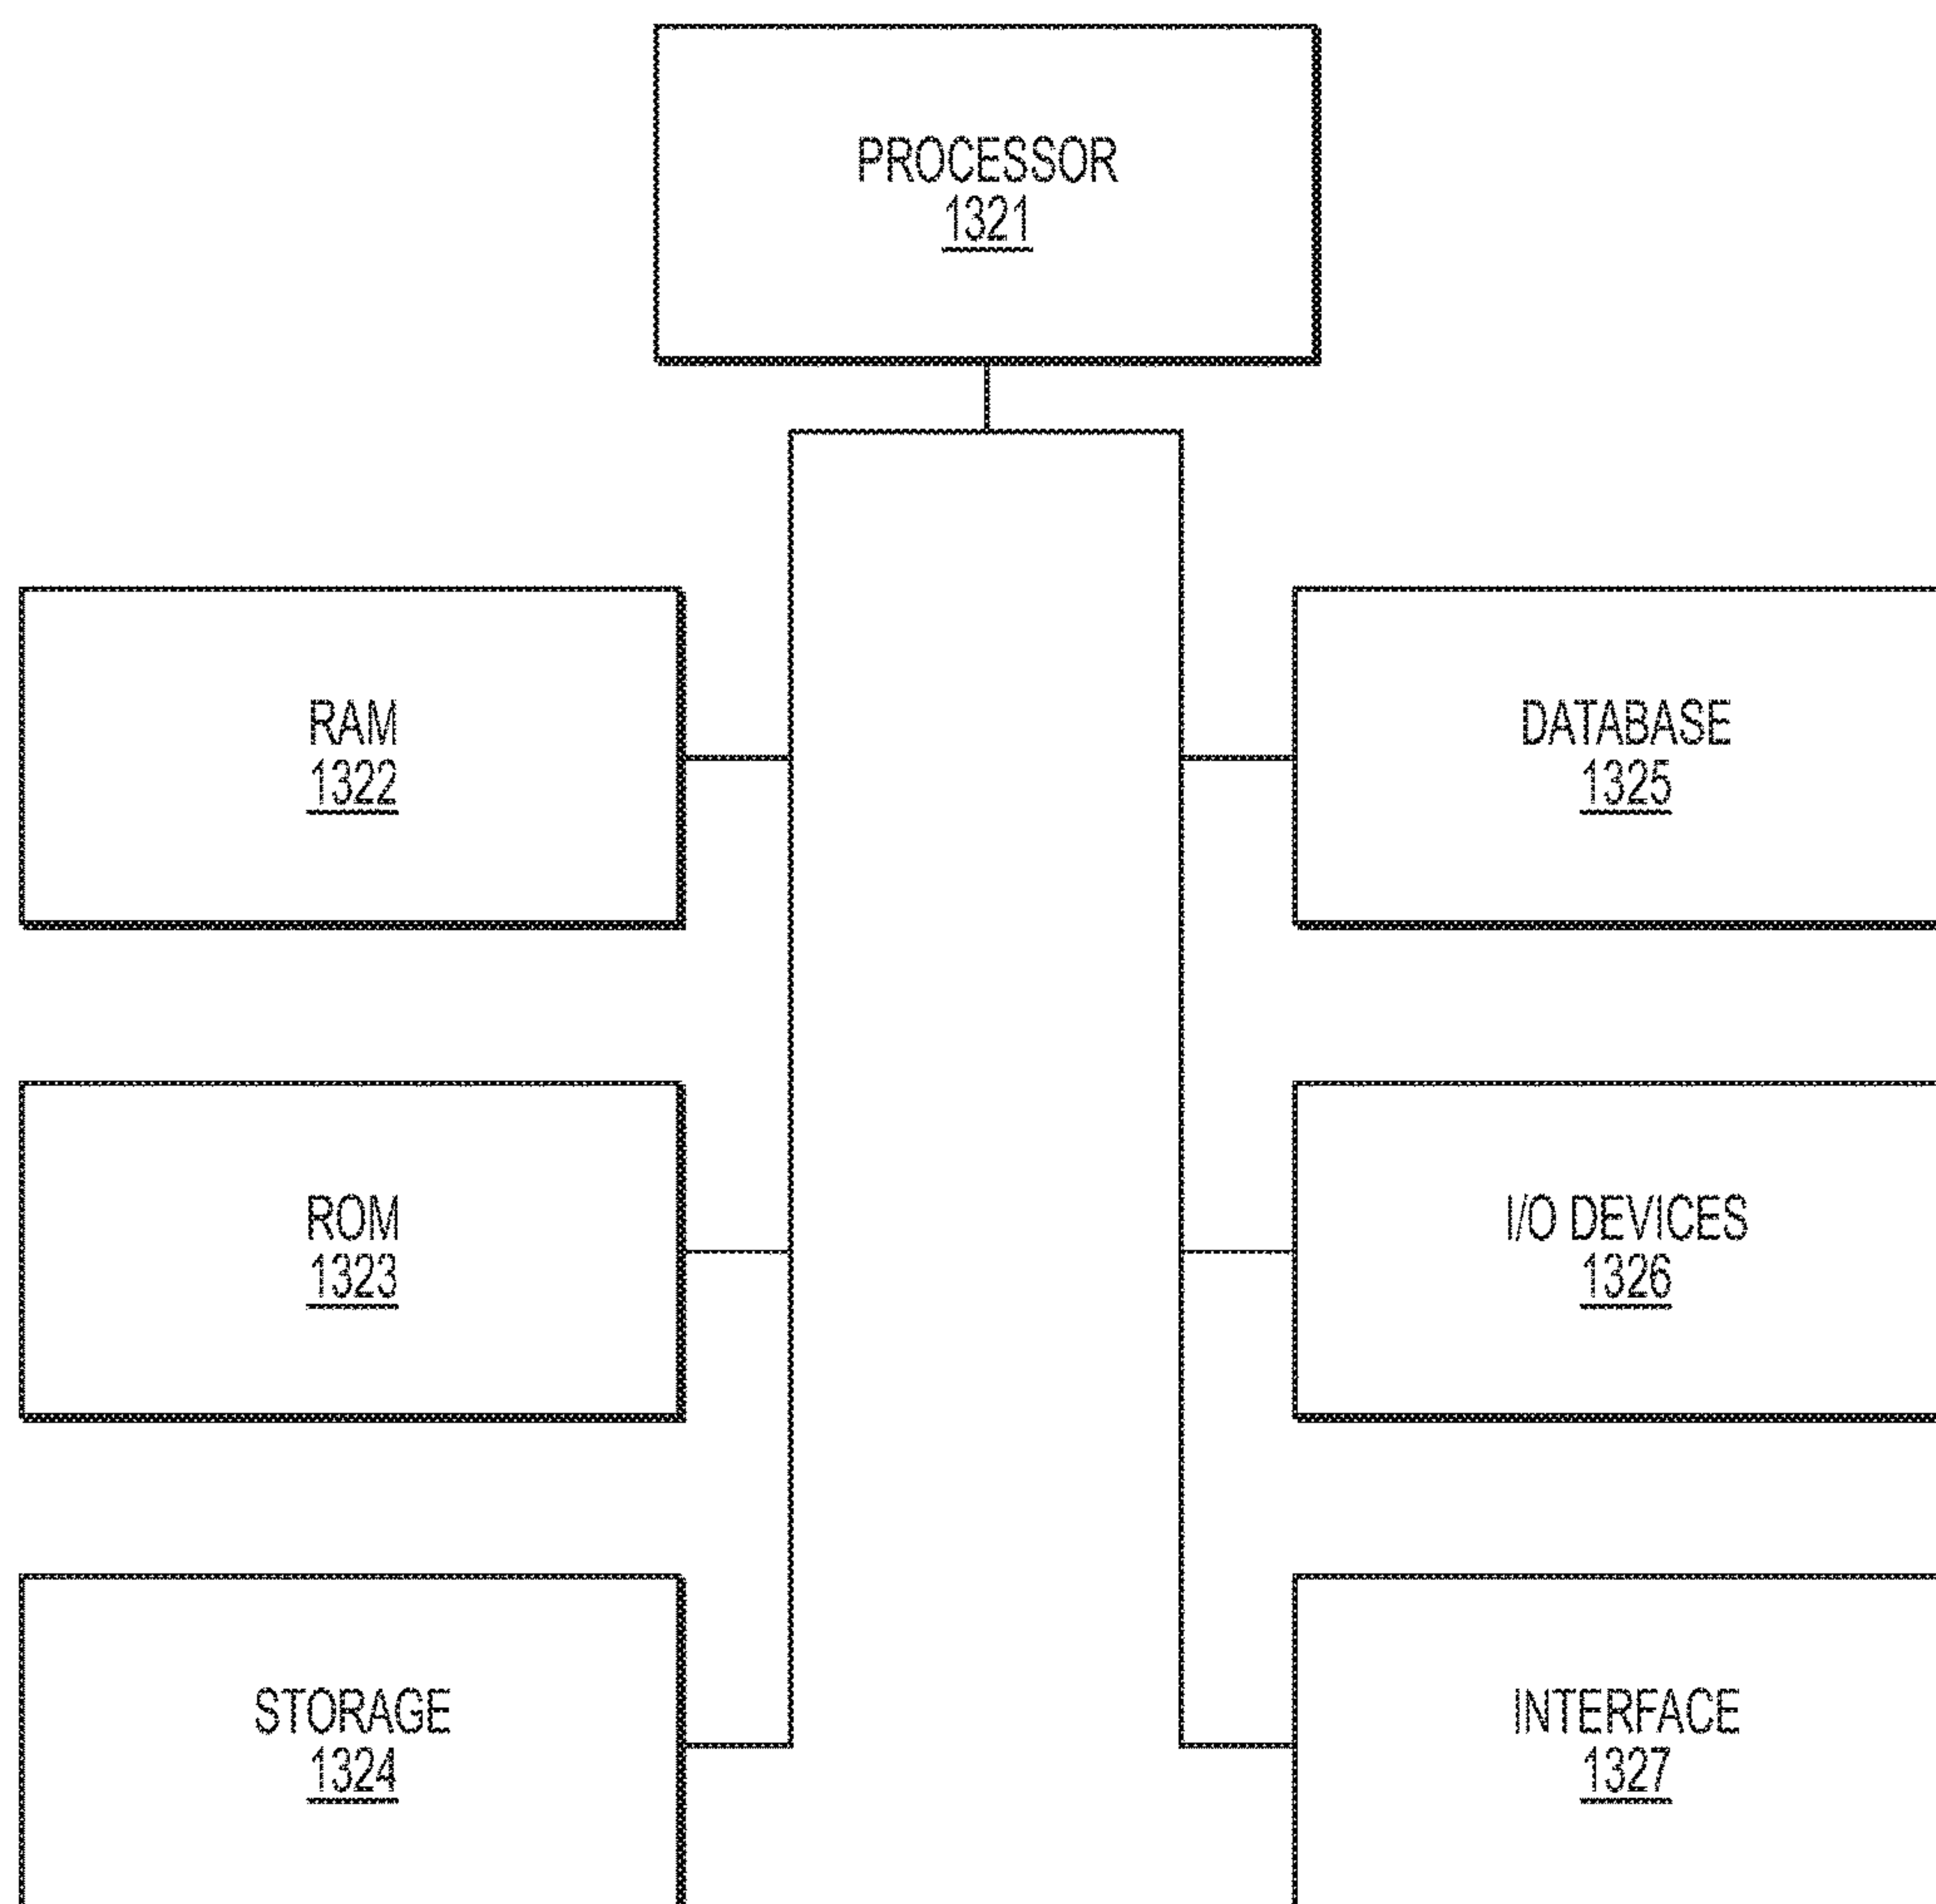 PROCESSOR
1321
RAM
1322
DATABASE
1325
ROM
1323
I/O DEVICES
1326
STORAGE
1324
INTERFACE
1327